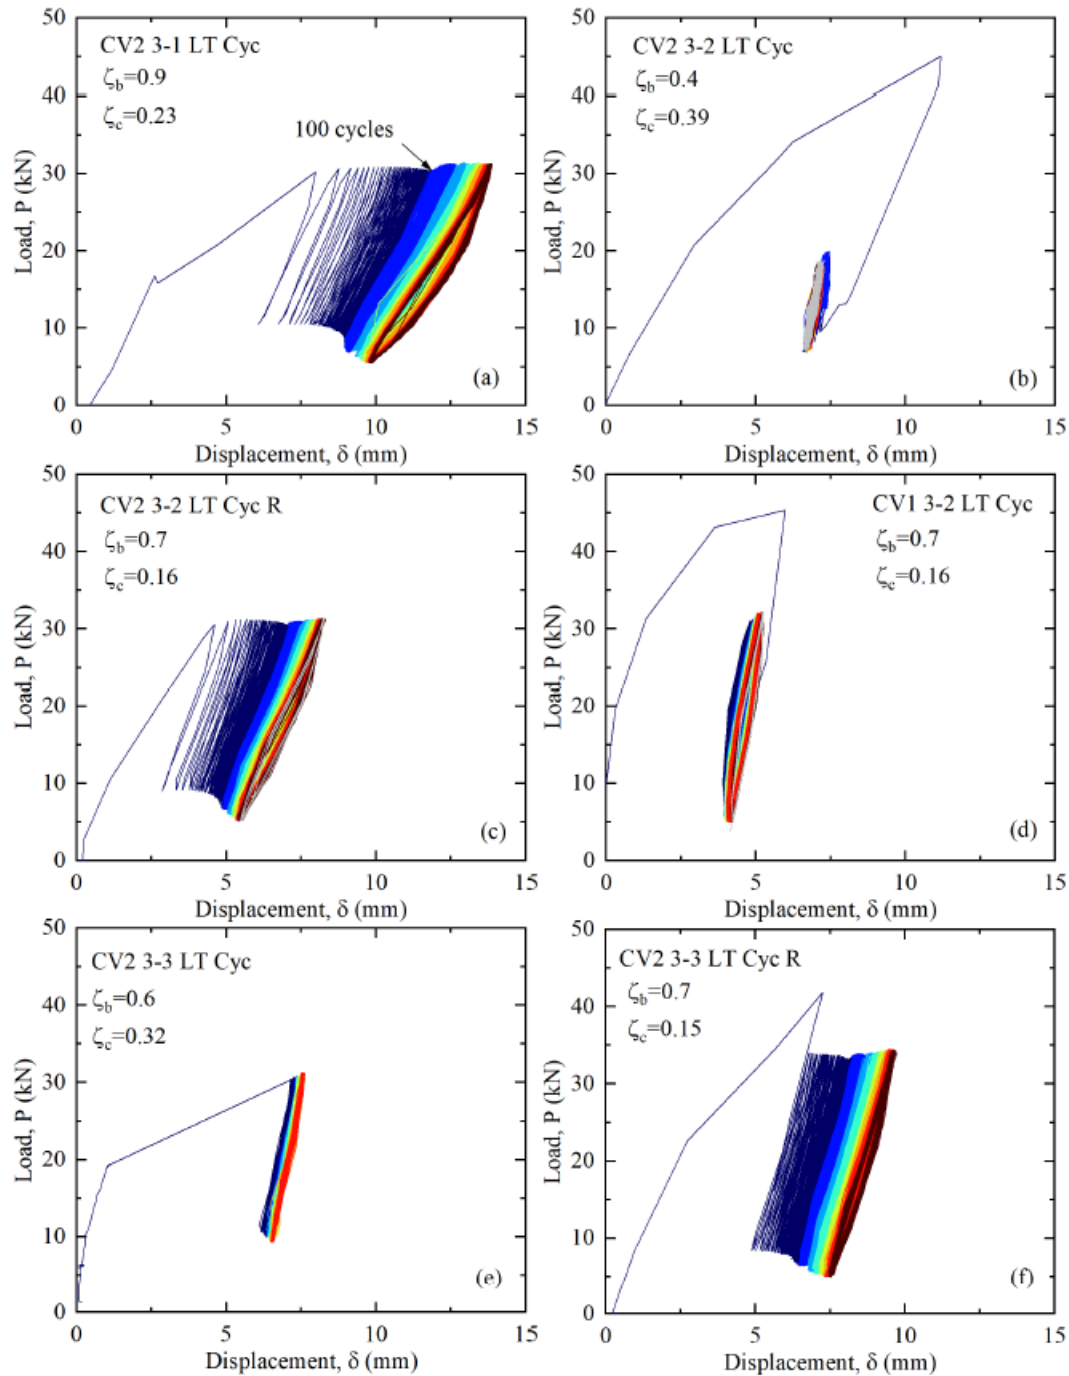 50
40
30
20
10
0
Load, P (kN)
CV2 3-1 LT Cyc
ζb=0.9
ζc=0.23
100 cycles
(a)
0
5
10
15
Displacement, δ (mm)
50
40
30
20
10
0
Load, P (kN)
CV2 3-2 LT Cyc
ζb=0.4
ζc=0.39
(b)
0
5
10
15
Displacement, δ (mm)
50
40
30
20
10
0
Load, P (kN)
CV2 3-2 LT Cyc R
ζb=0.7
ζc=0.16
(c)
0
5
10
15
Displacement, δ (mm)
50
40
30
20
10
0
Load, P (kN)
CV1 3-2 LT Cyc
ζb=0.7
ζc=0.16
(d)
0
5
10
15
Displacement, δ (mm)
50
40
30
20
10
0
Load, P (kN)
CV2 3-3 LT Cyc
ζb=0.6
ζc=0.32
(e)
0
5
10
15
Displacement, δ (mm)
50
40
30
20
10
0
Load, P (kN)
CV2 3-3 LT Cyc R
ζb=0.7
ζc=0.15
(f)
0
5
10
15
Displacement, δ (mm)